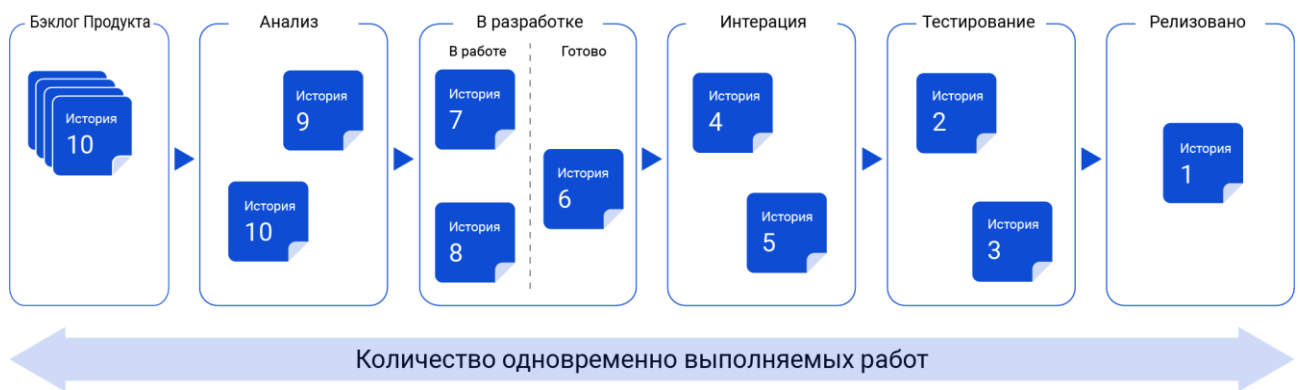 Бэклог Продукта
История
10
Анализ
История
9
История
10
В разработке
В работе
Готово
История
7
История
8
История
6
Интерация
История
4
История
5
Тестирование
История
2
История
3
Релизовано
История
1
Количество одновременно выполняемых работ